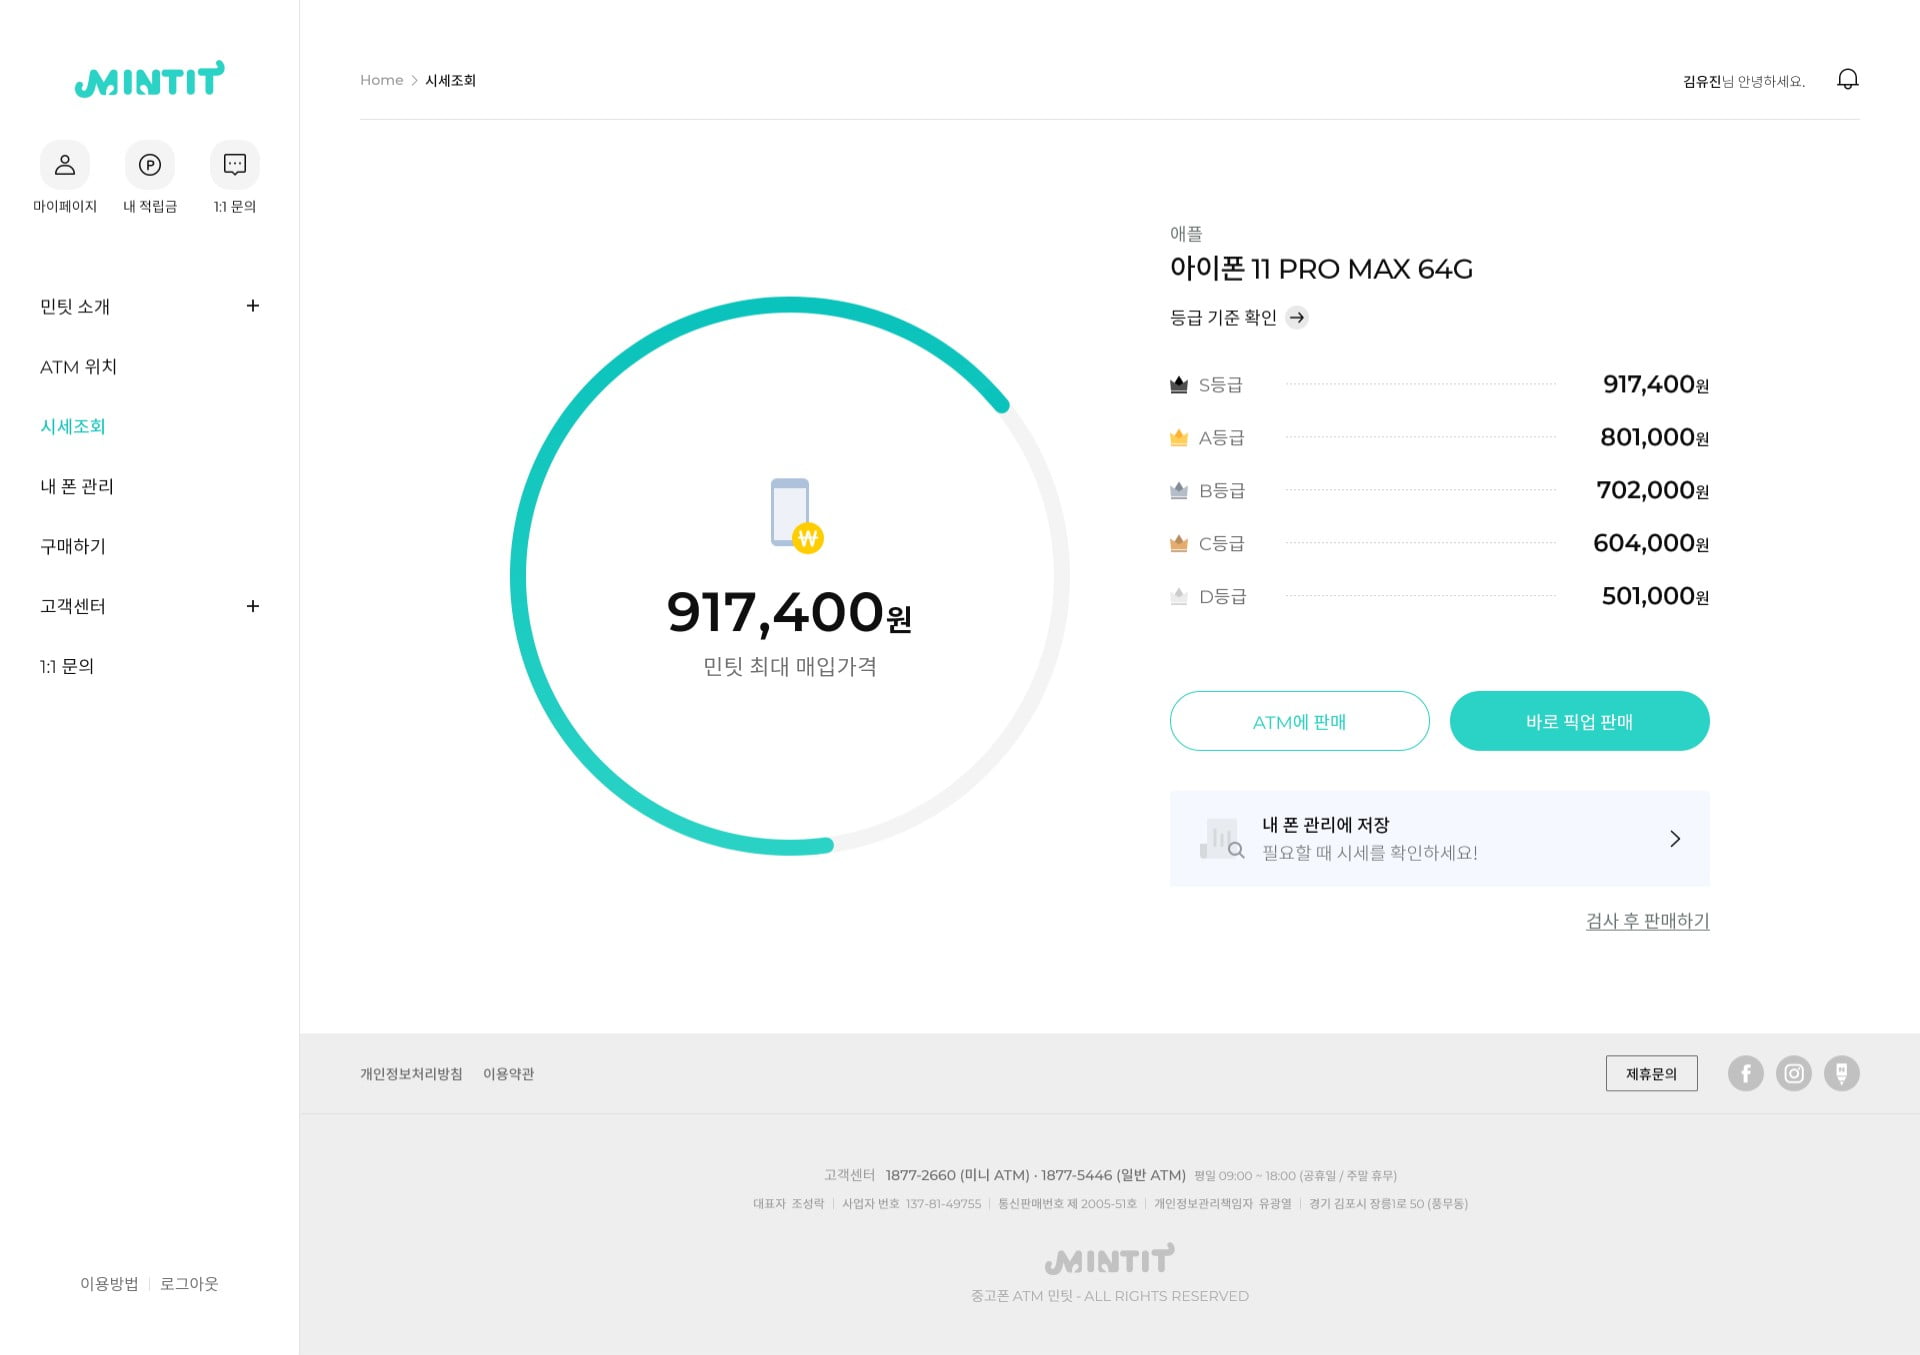 MINTIT
마이페이지 내 적립금 1:1 문의
민팃 소개
ATM 위치
시세조회
내 폰 관리
구매하기
고객센터
1:1 문의
이용방법 로그아웃
Home > 시세조회
김유진님 안녕하세요.
917,400원
민팃 최대 매입가격
애플
아이폰 11 PRO MAX 64G
등급 기준 확인
S등급 917,400원
A등급 801,000원
B등급 702,000원
C등급 604,000원
D등급 501,000원
ATM에 판매 바로 픽업 판매
내 폰 관리에 저장
필요할 때 시세를 확인하세요!
검사 후 판매하기
개인정보처리방침 이용약관
제휴문의
고객센터 1877-2660 (미니 ATM) · 1877-5446 (일반 ATM) 평일 09:00 ~ 18:00 (공휴일 / 주말 휴무)
대표자 조성락 | 사업자 번호 137-81-49755 | 통신판매번호 제 2005-51호 | 개인정보관리책임자 유광열 | 경기 김포시 장릉1로 50 (풍무동)
MINTIT
중고폰 ATM 민팃 - ALL RIGHTS RESERVED